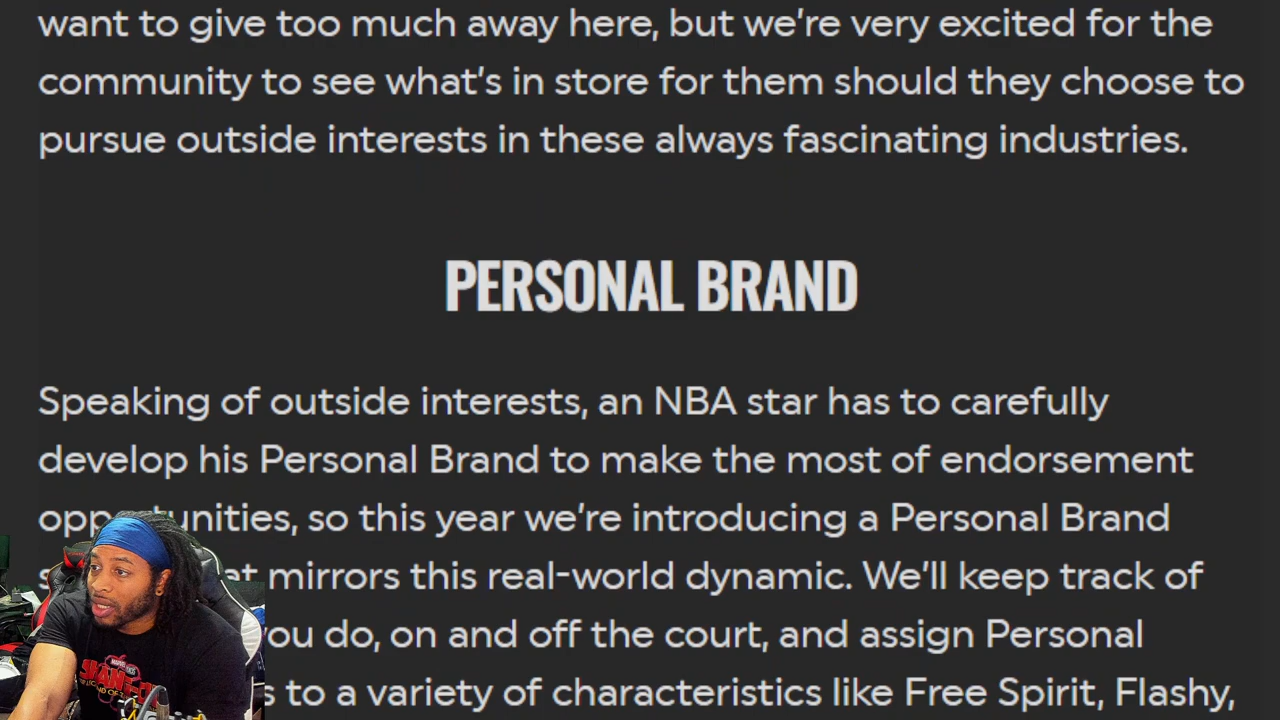 want to give too much away here, but we're very excited for the
community to see what's in store for them should they choose to
pursue outside interests in these always fascinating industries.
PERSONAL BRAND
Speaking of outside interests, an NBA star has to carefully
develop his Personal Brand to make the most of endorsement
opportunities, so this year we're introducing a Personal Brand
mirrors this real-world dynamic. We'll keep track of
you do, on and off the court, and assign Personal
to a variety of characteristics like Free Spirit, Flashy,
MARVEL STUDIOS